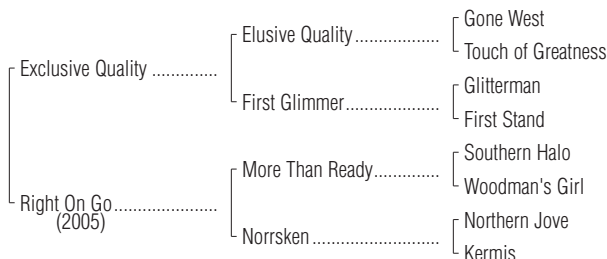 Gone West
Elusive Quality ..................
Touch of Greatness
Exclusive Quality ..............
Glitterman
First Glimmer....................
First Stand
Southern Halo
More Than Ready..............
Woodman's Girl
Right On Go......................
(2005)
Northern Jove
Norrsken ...........................
Kermis